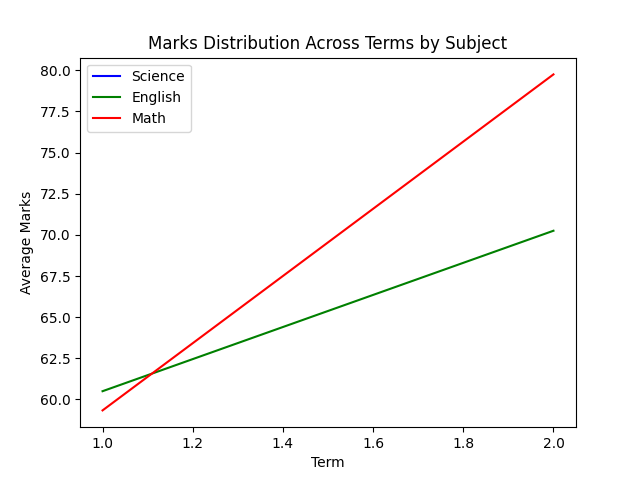 Marks Distribution Across Terms by Subject
Science
English
Math
80.0
77.5
75.0
72.5
70.0
67.5
65.0
62.5
60.0
Average Marks
1.0 1.2 1.4 1.6 1.8 2.0
Term